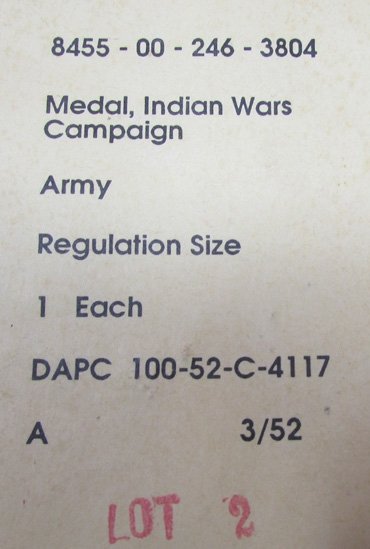 8455 - 00 - 246 - 3804
Medal, Indian Wars
Campaign
Army
Regulation Size
1 Each
DAPC 100-52-C-4117
A 3/52
LOT 2